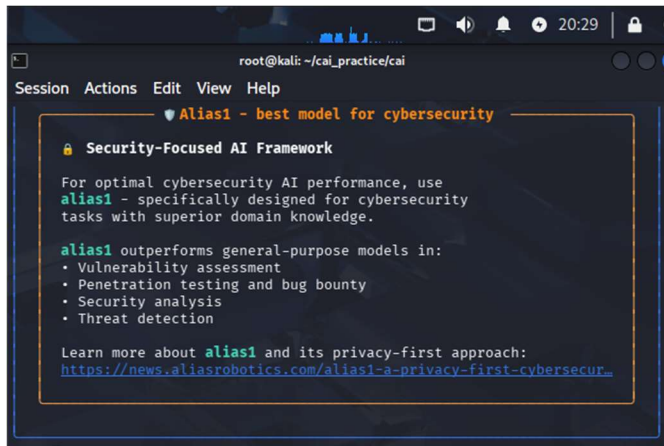 20:29
root@kali: ~/cai_practice/cai
Session Actions Edit View Help
Alias1 - best model for cybersecurity
Security-Focused AI Framework
For optimal cybersecurity AI performance, use
alias1 - specifically designed for cybersecurity
tasks with superior domain knowledge.
alias1 outperforms general-purpose models in:
• Vulnerability assessment
• Penetration testing and bug bounty
• Security analysis
• Threat detection
Learn more about alias1 and its privacy-first approach:
https://news.aliasrobotics.com/alias1-a-privacy-first-cybersecur…